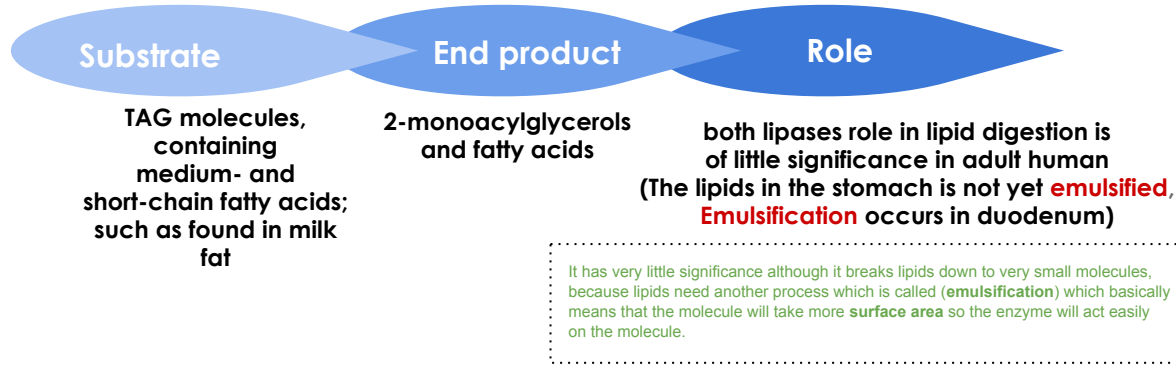 Substrate
End product
Role
TAG molecules,
containing
medium- and
short-chain fatty acids;
such as found in milk
fat
2-monoacylglycerols
and fatty acids
both lipases role in lipid digestion is
of little significance in adult human
(The lipids in the stomach is not yet emulsified,
Emulsification occurs in duodenum)
It has very little significance although it breaks lipids down to very small molecules,
because lipids need another process which is called (emulsification) which basically
means that the molecule will take more surface area so the enzyme will act easily
on the molecule.